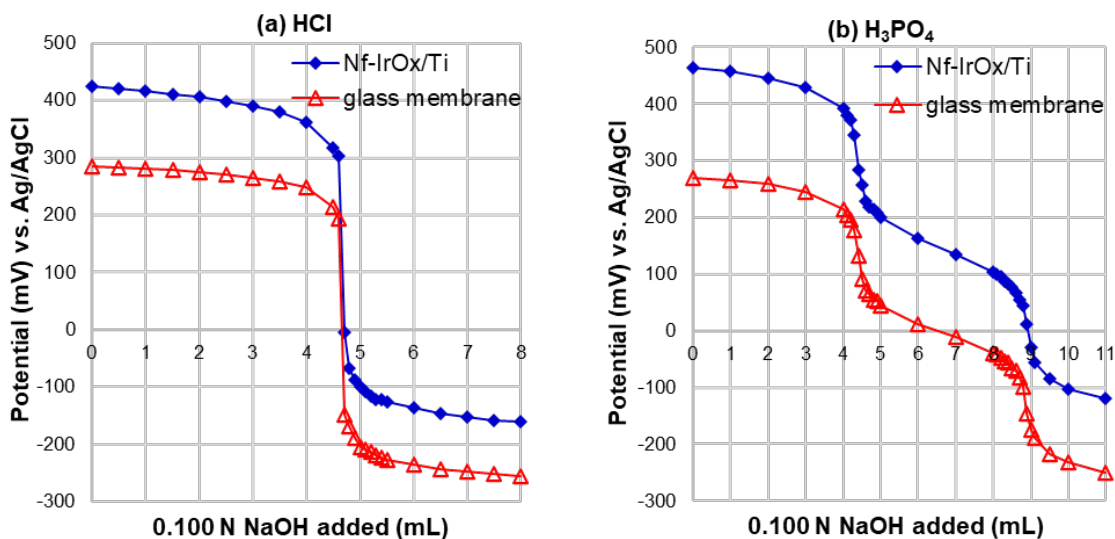 (a) HCl
500
400
300
200
100
0
-100
-200
-300
0 1 2 3 4 5 6 7 8
Nf-IrOx/Ti
glass membrane
Potential (mV) vs. Ag/AgCl
0.100 N NaOH added (mL)
(b) H₃PO₄
500
400
300
200
100
0
-100
-200
-300
0 1 2 3 4 5 6 7 8 9 10 11
Nf-IrOx/Ti
glass membrane
Potential (mV) vs. Ag/AgCl
0.100 N NaOH added (mL)